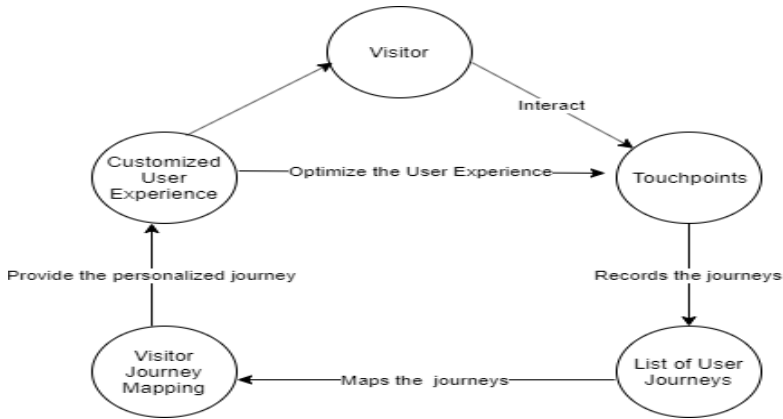 Visitor
Interact
Customized
User
Experience
Optimize the User Experience
Touchpoints
Provide the personalized journey
Records the journeys
Visitor
Journey
Mapping
Maps the journeys
List of User
Journeys